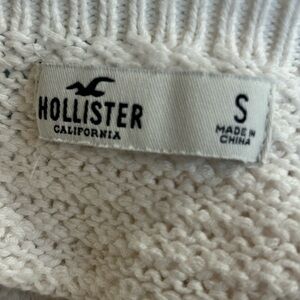 HOLLISTER
CALIFORNIA
S
MADE IN
CHINA